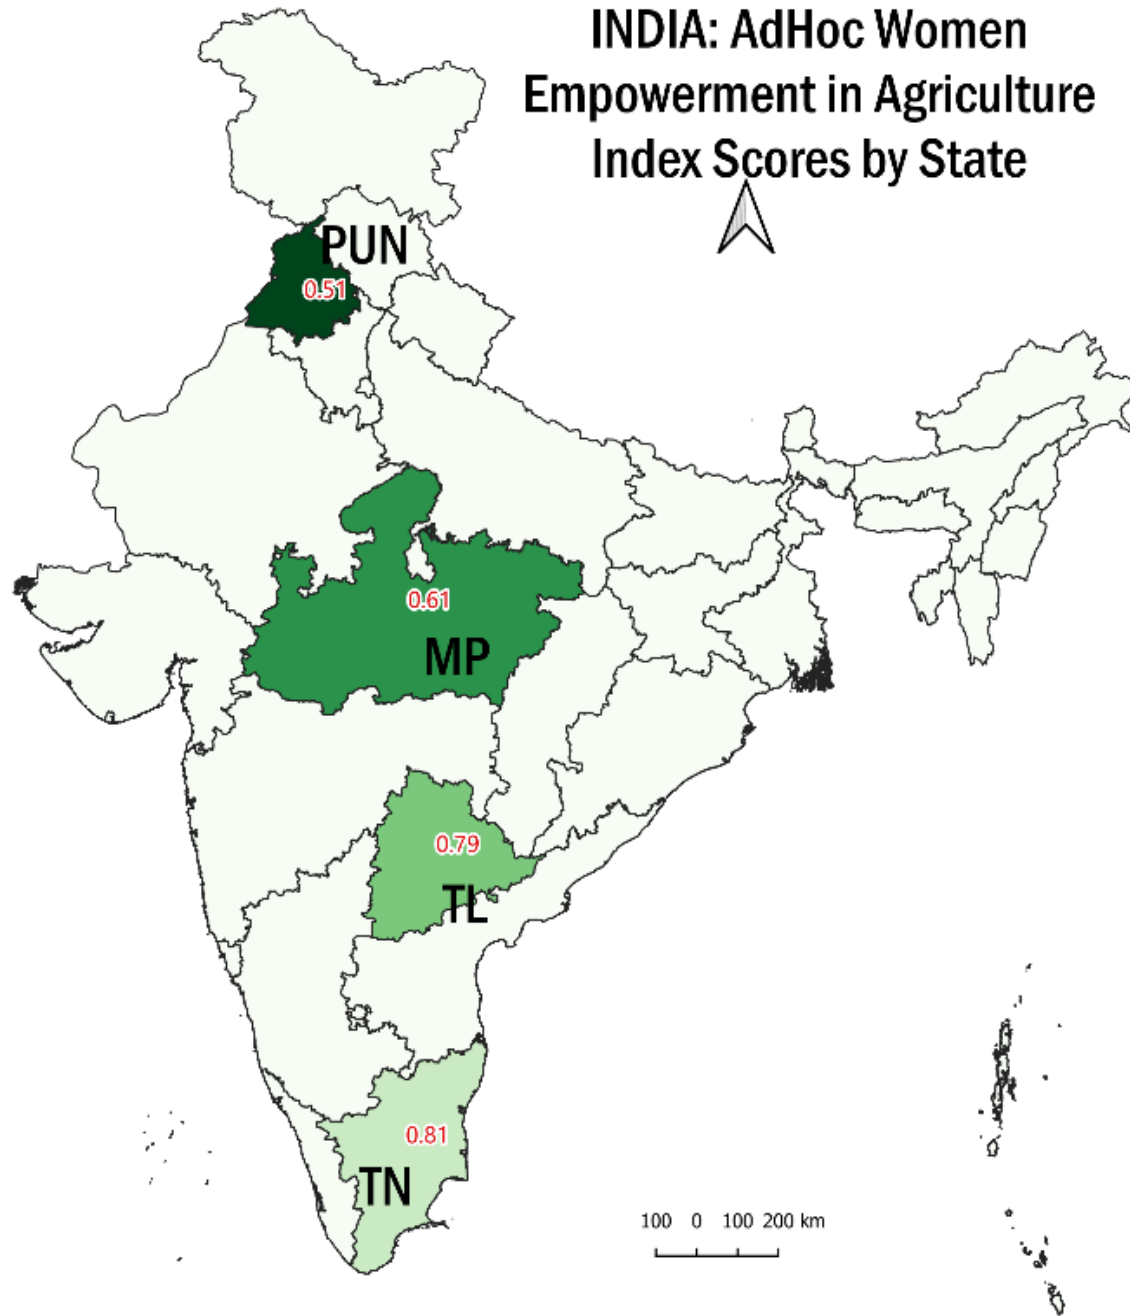 INDIA: AdHoc Women
Empowerment in Agriculture
Index Scores by State
PUN
0.51
0.61
MP
0.79
TL
0.81
TN
100 0 100 200 km